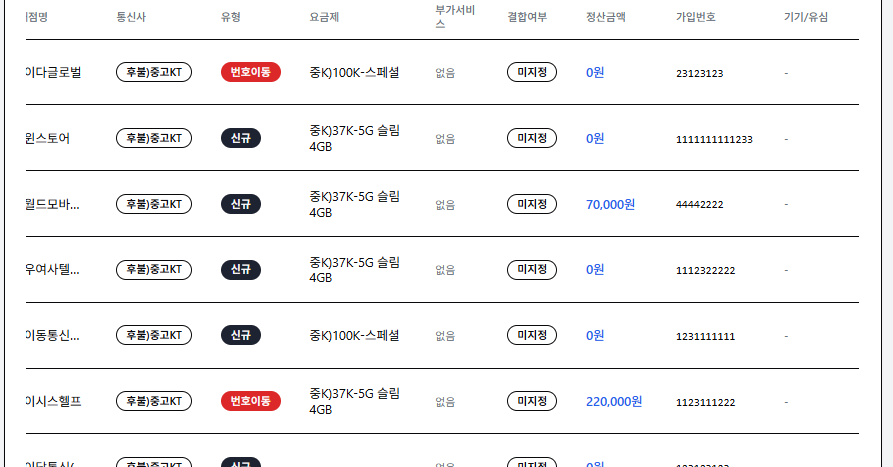 점명 통신사 유형 요금제 부가서비스 결합여부 정산금액 가입번호 기기/유심
이다글로벌 후불)중고KT 번호이동 중K)100K-스페셜 없음 미지정 0원 23123123 -
윈스토어 후불)중고KT 신규 중K)37K-5G 슬림 4GB 없음 미지정 0원 1111111111233 -
월드모바... 후불)중고KT 신규 중K)37K-5G 슬림 4GB 없음 미지정 70,000원 44442222 -
우여사텔... 후불)중고KT 신규 중K)37K-5G 슬림 4GB 없음 미지정 0원 1112322222 -
이동통신... 후불)중고KT 신규 중K)100K-스페셜 없음 미지정 0원 1231111111 -
이시스헬프 후불)중고KT 번호이동 중K)37K-5G 슬림 4GB 없음 미지정 220,000원 1123111222 -
후불)중고KT 신규 없음 미지정 0원